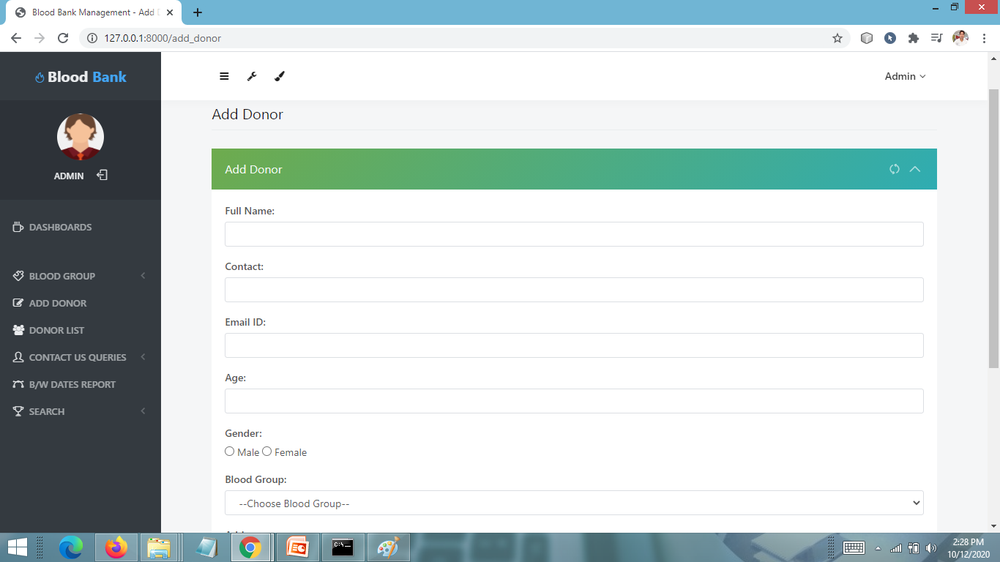 Blood Bank Management - Add
127.0.0.1:8000/add_donor
Blood Bank
Admin
ADMIN
DASHBOARDS
BLOOD GROUP
ADD DONOR
DONOR LIST
CONTACT US QUERIES
B/W DATES REPORT
SEARCH
Add Donor
Add Donor
Full Name:
Contact:
Email ID:
Age:
Gender:
Male Female
Blood Group:
--Choose Blood Group--
2:28 PM
10/12/2020